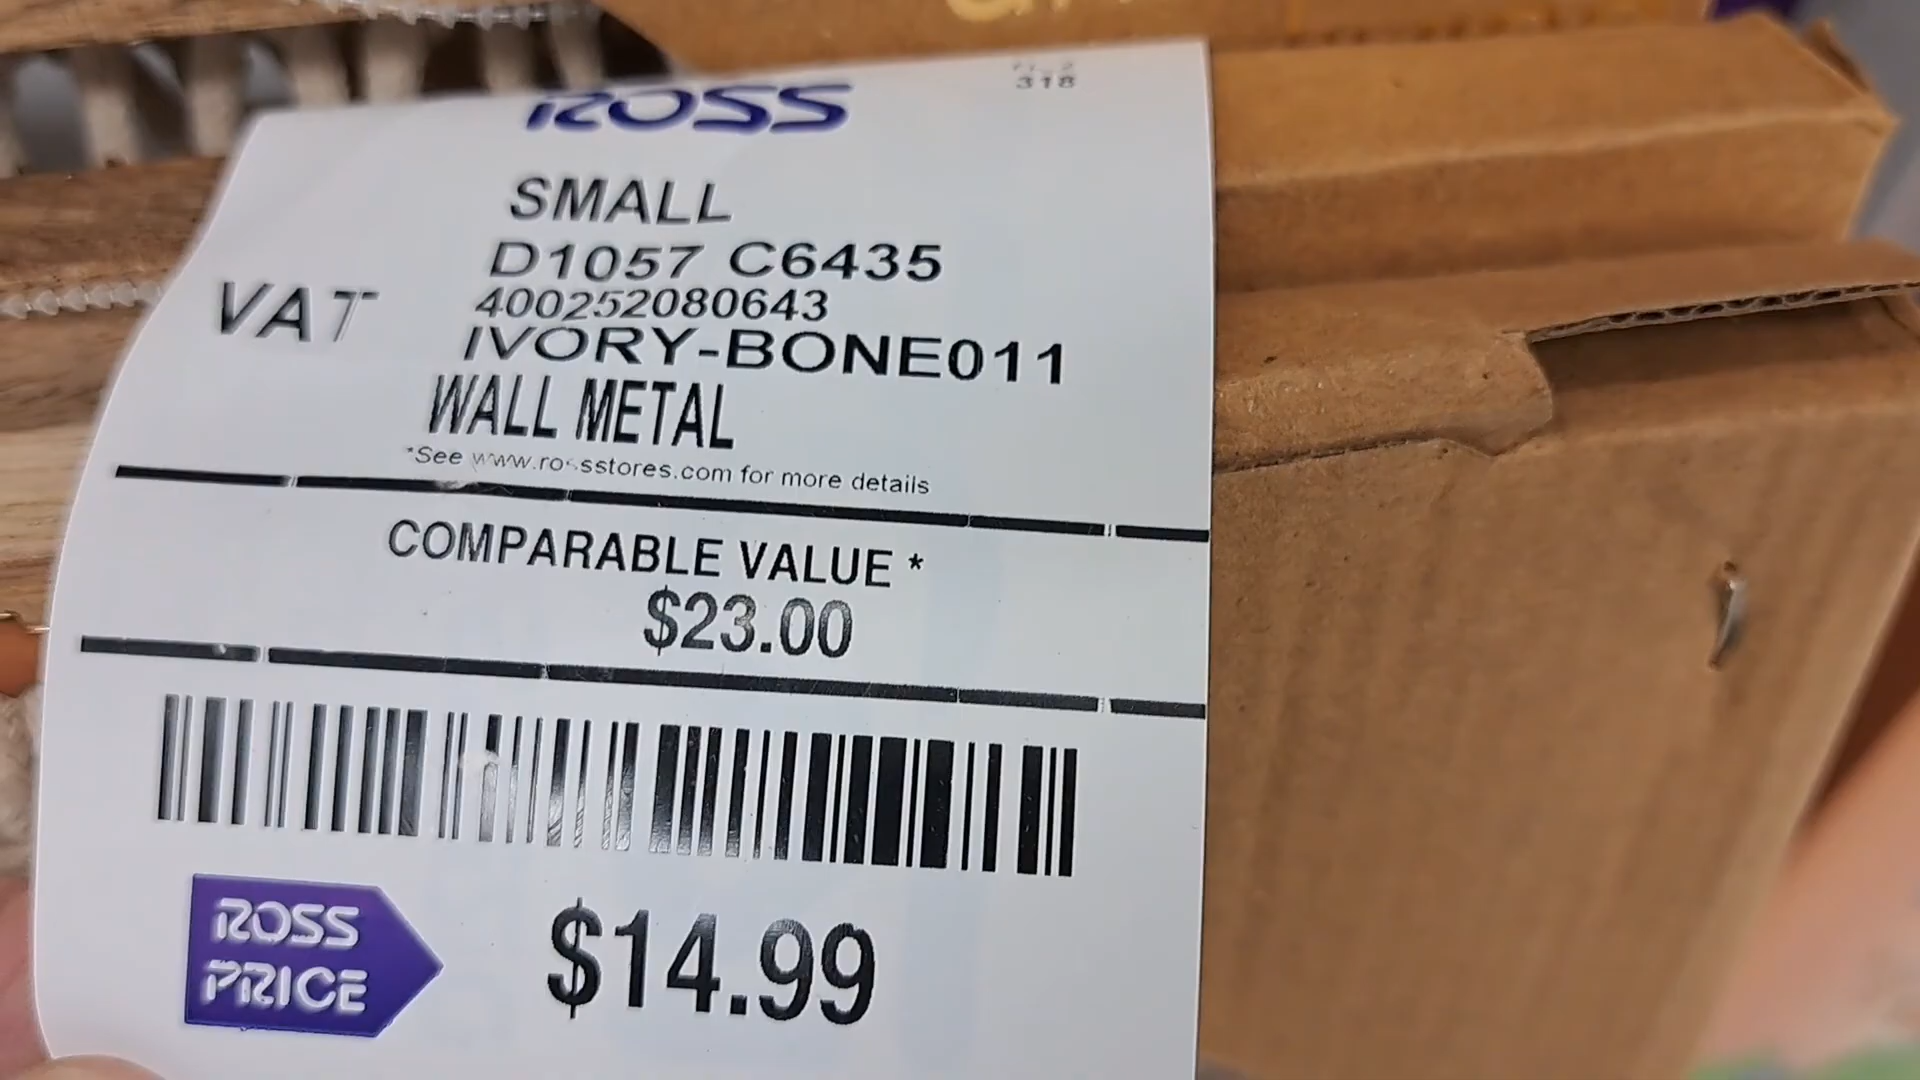 318
ROSS
SMALL
D1057 C6435
VAT
400252080643
IVORY-BONE011
WALL METAL
*See www.rossstores.com for more details
COMPARABLE VALUE *
$23.00
ROSS
PRICE
$14.99